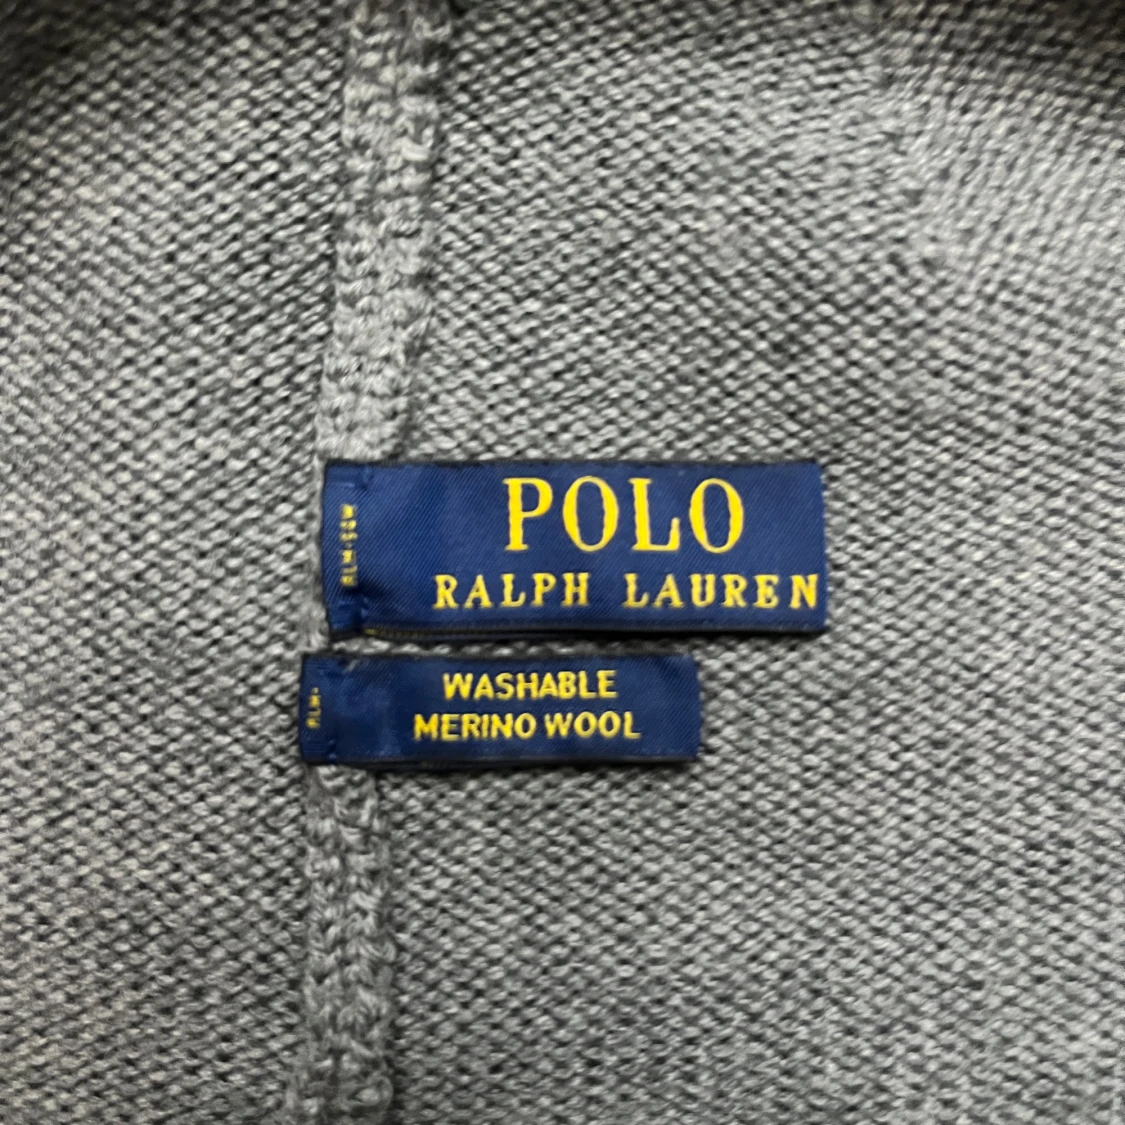 POLO
RALPH LAUREN
WASHABLE
MERINO WOOL